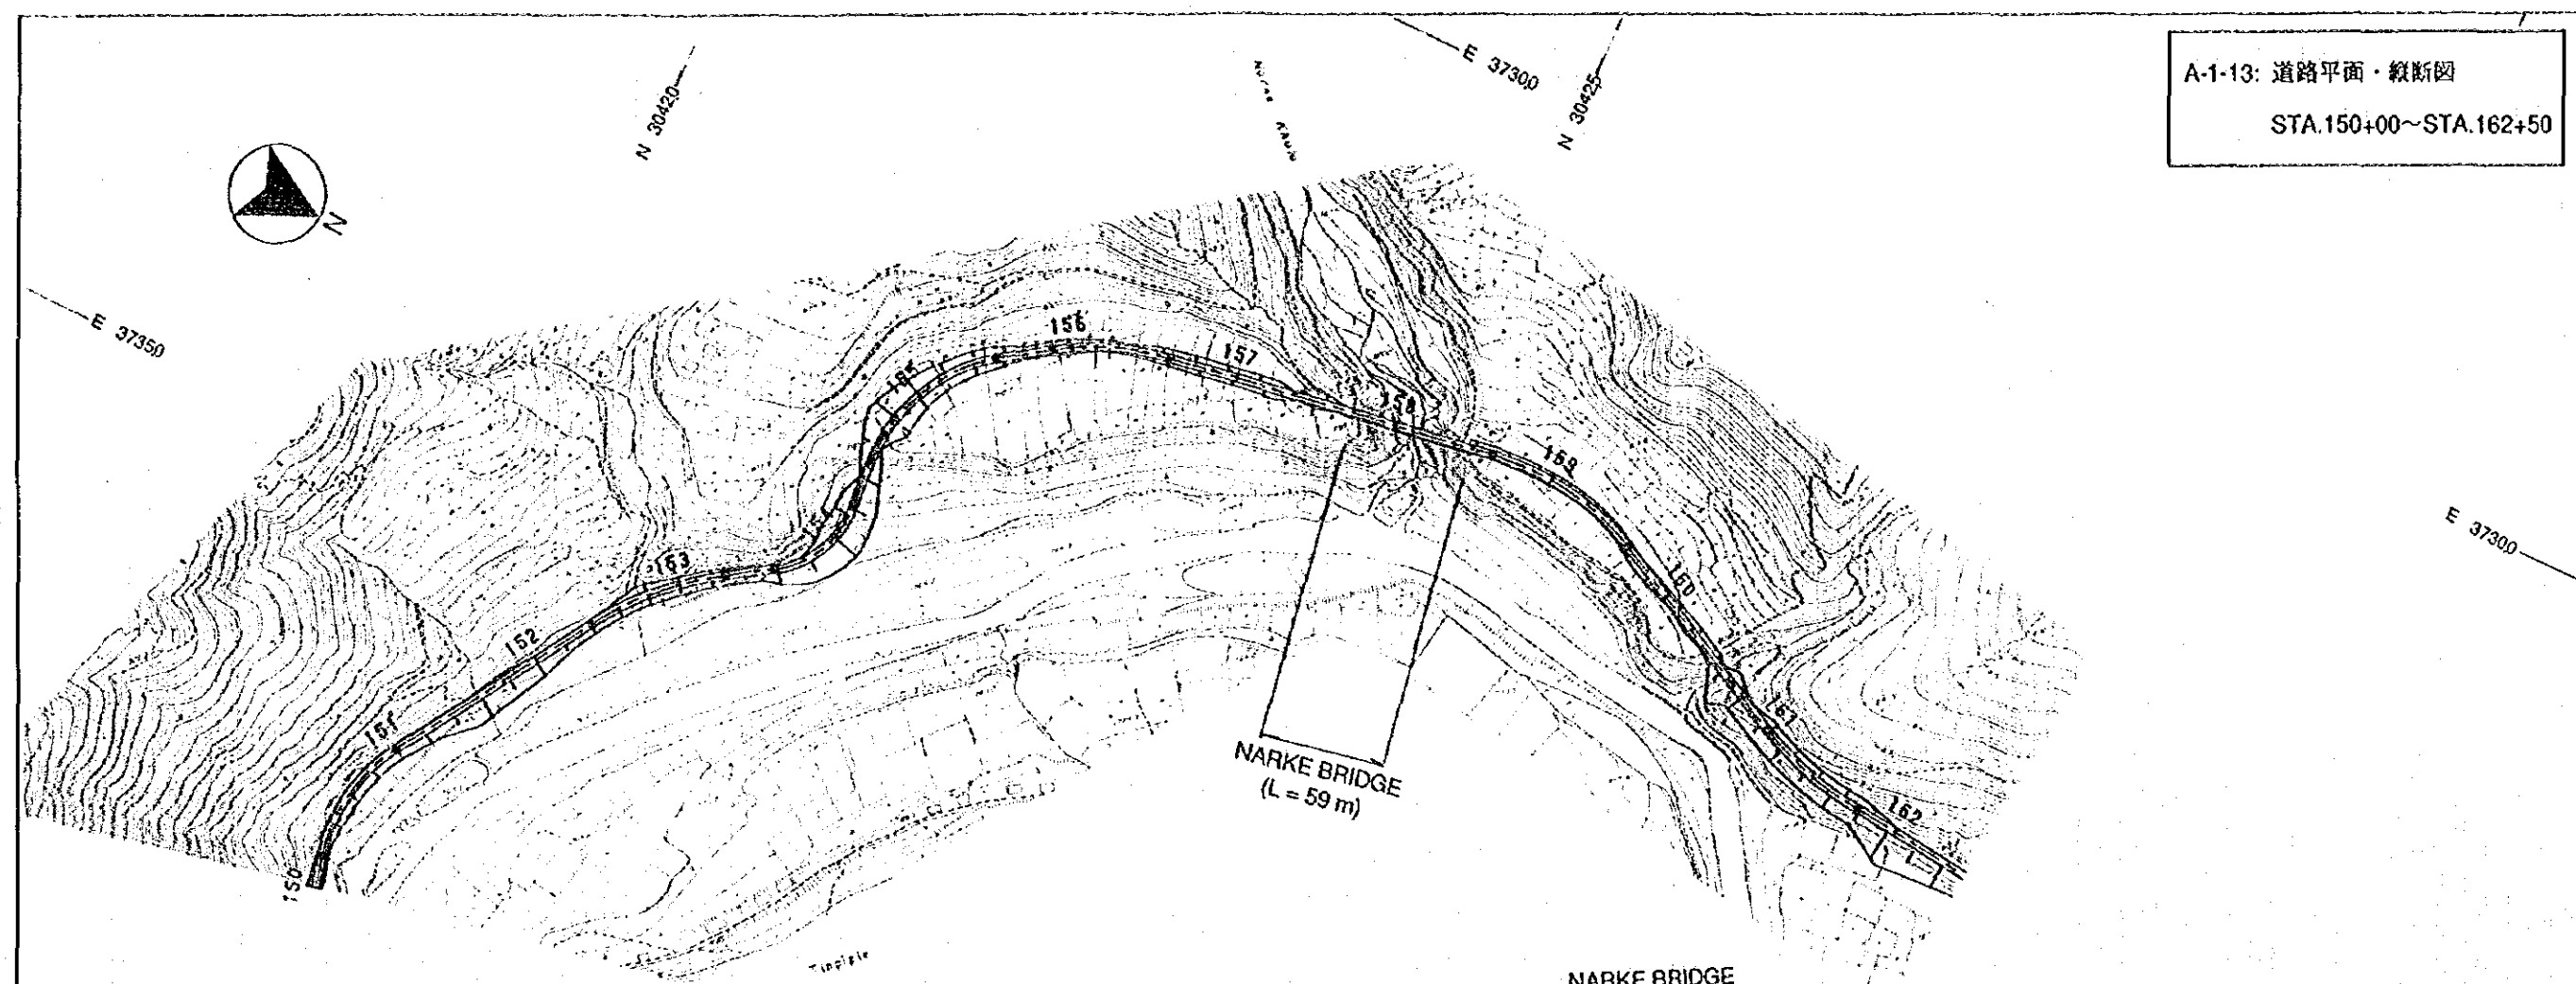 A-1-13: 道路平面・縦断図
STA.150+00～STA.162+50
E 37300
N 30425
N 30420
N
E 37350
E 37300
150
151
152
153
154
155
156
157
158
159
160
161
162
NARKE BRIDGE
(L = 59 m)
NARKE BRIDGE